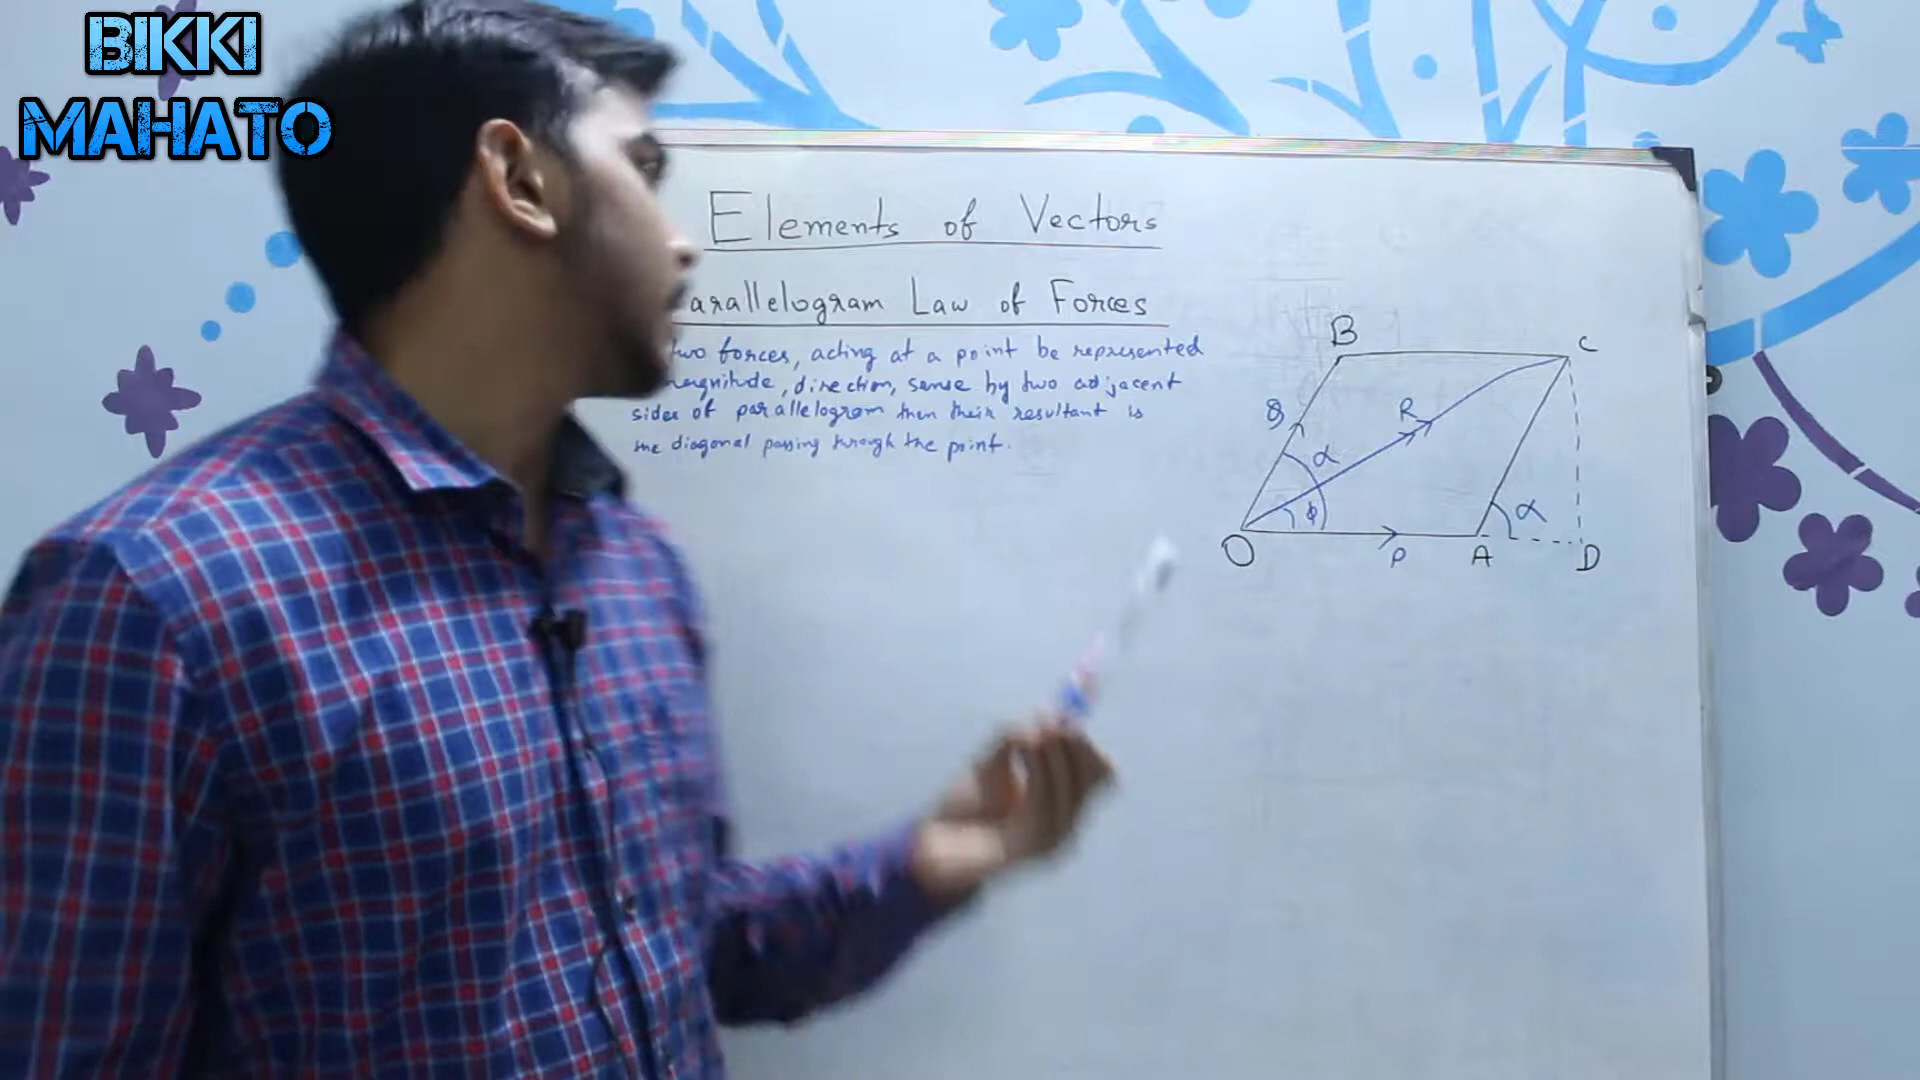 BIKKI
MAHATO
Elements of Vectors
arallelogram Law of Forces
two forces, acting at a point be represented
magnitude, direction, sense by two adjacent
sides of parallelogram then their resultant is
the diagonal passing through the point.
B
C
Q
R
α
ϕ
α
O
P
A
D